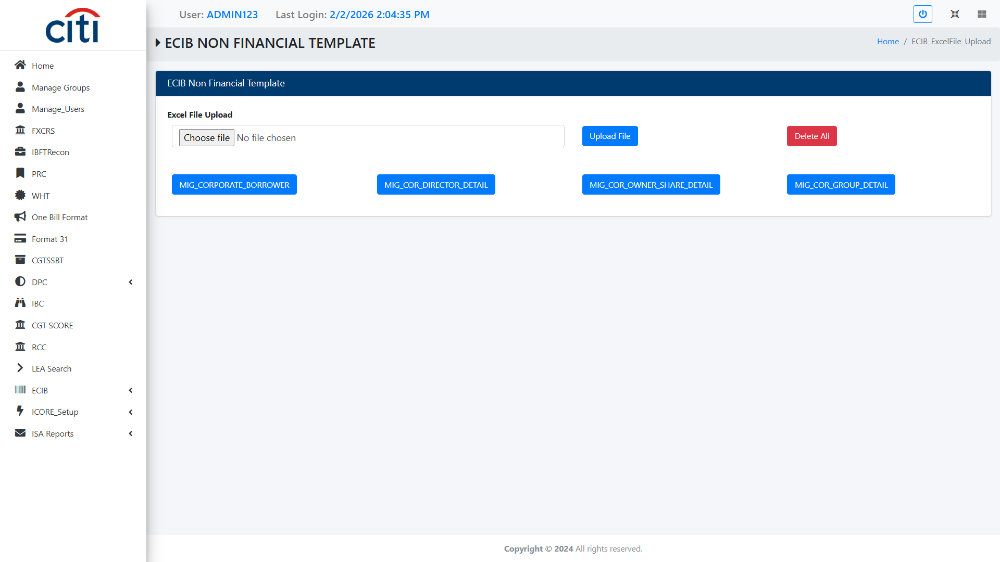 citi
User: ADMIN123 Last Login: 2/2/2026 2:04:35 PM
ECIB NON FINANCIAL TEMPLATE
Home / ECIB_ExcelFile_Upload
Home
Manage Groups
Manage_Users
FXCRS
IBFTRecon
PRC
WHT
One Bill Format
Format 31
CGTSSBT
DPC
IBC
CGT SCORE
RCC
LEA Search
ECIB
ICORE_Setup
ISA Reports
ECIB Non Financial Template
Excel File Upload
Choose file No file chosen
Upload File
Delete All
MIG_CORPORATE_BORROWER
MIG_COR_DIRECTOR_DETAIL
MIG_COR_OWNER_SHARE_DETAIL
MIG_COR_GROUP_DETAIL
Copyright © 2024 All rights reserved.